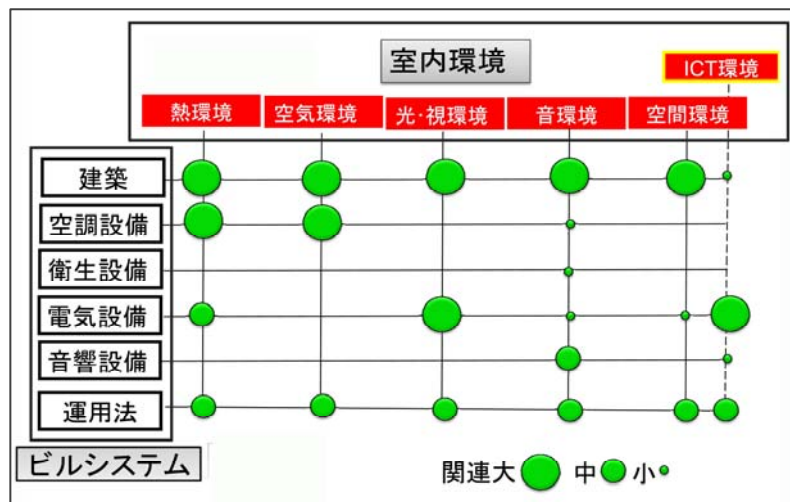 室内環境
ICT環境
熱環境
空気環境
光・視環境
音環境
空間環境
建築
空調設備
衛生設備
電気設備
音響設備
運用法
ビルシステム
関連大 中 小